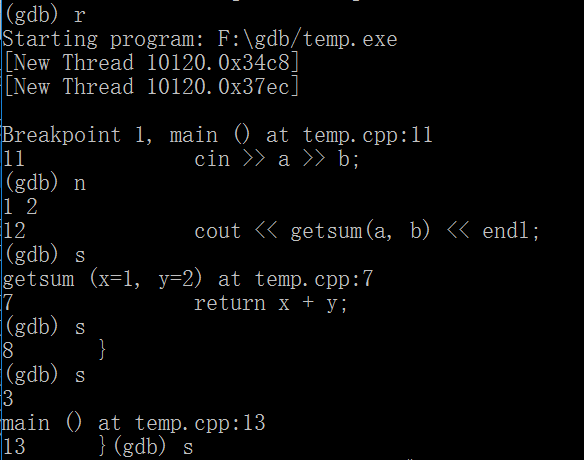 (gdb) r
Starting program: F:\gdb/temp.exe
[New Thread 10120.0x34c8]
[New Thread 10120.0x37ec]
Breakpoint 1, main () at temp.cpp:11
11              cin >> a >> b;
(gdb) n
1 2
12              cout << getsum(a, b) << endl;
(gdb) s
getsum (x=1, y=2) at temp.cpp:7
7               return x + y;
(gdb) s
8       }
(gdb) s
3
main () at temp.cpp:13
13      }(gdb) s